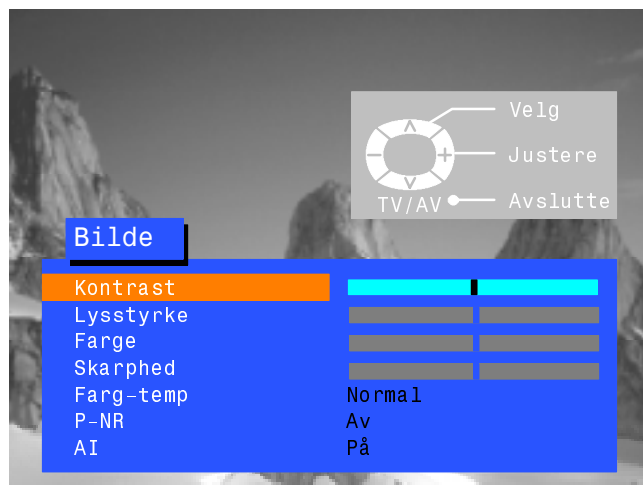 Velg
Justere
TV/AV Avslutte
Bilde
Kontrast
Lysstyrke
Farge
Skarphed
Farg-temp Normal
P-NR Av
AI På